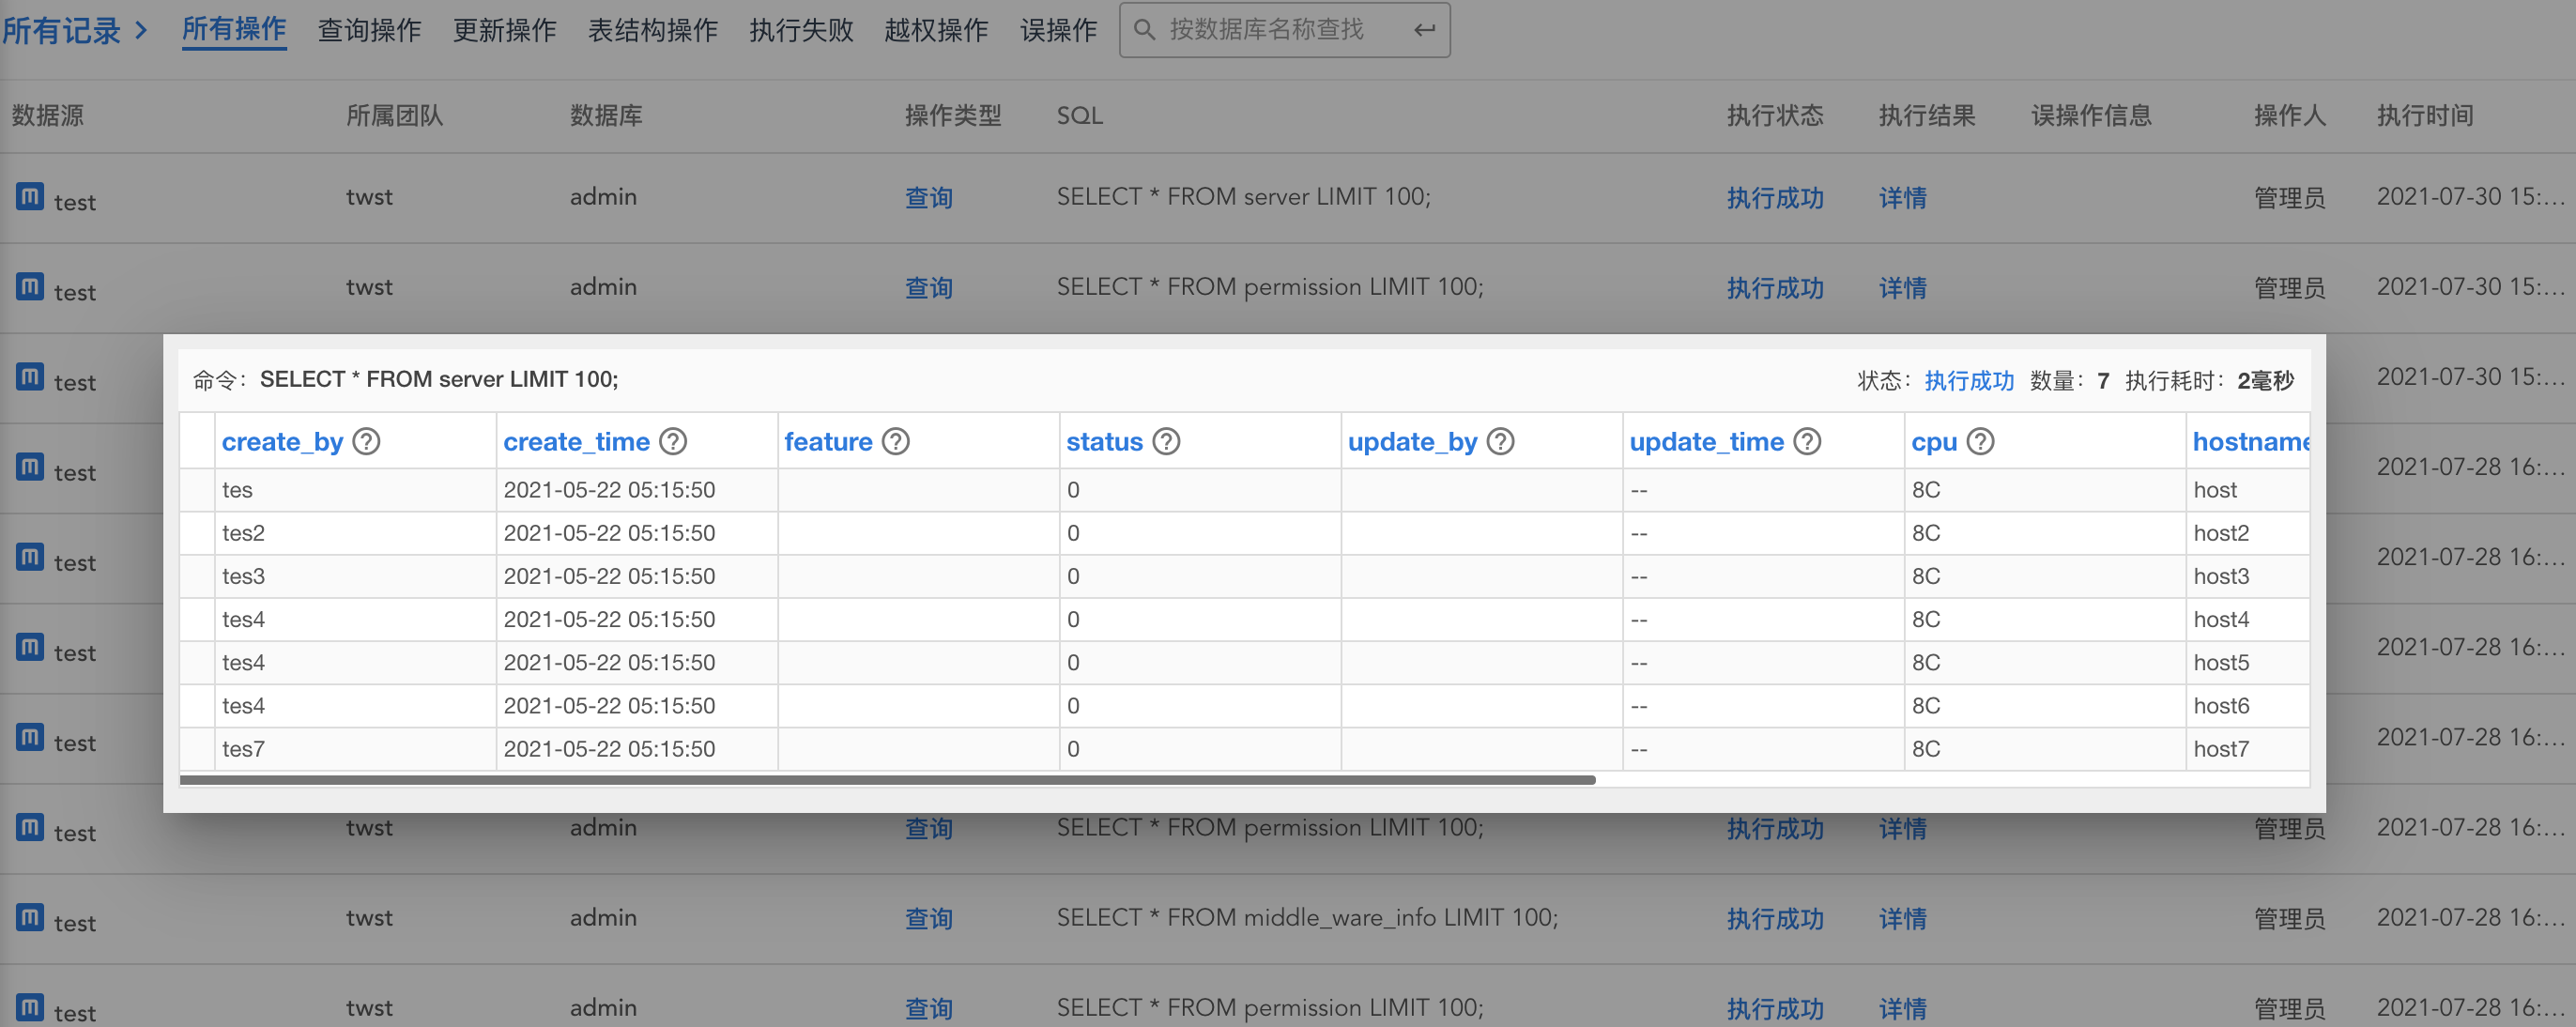 所有记录 > 所有操作 查询操作 更新操作 表结构操作 执行失败 越权操作 误操作 按数据库名称查找
数据源 所属团队 数据库 操作类型 SQL 执行状态 执行结果 误操作信息 操作人 执行时间
m test twst admin 查询 SELECT * FROM server LIMIT 100; 执行成功 详情 管理员 2021-07-30 15:...
m test twst admin 查询 SELECT * FROM permission LIMIT 100; 执行成功 详情 管理员 2021-07-30 15:...
m test 2021-07-30 15:...
m test 2021-07-28 16:...
m test 2021-07-28 16:...
m test 2021-07-28 16:...
m test 2021-07-28 16:...
命令: SELECT * FROM server LIMIT 100; 状态: 执行成功 数量: 7 执行耗时: 2毫秒
create_by ? create_time ? feature ? status ? update_by ? update_time ? cpu ? hostname
tes 2021-05-22 05:15:50 0 -- 8C host
tes2 2021-05-22 05:15:50 0 -- 8C host2
tes3 2021-05-22 05:15:50 0 -- 8C host3
tes4 2021-05-22 05:15:50 0 -- 8C host4
tes4 2021-05-22 05:15:50 0 -- 8C host5
tes4 2021-05-22 05:15:50 0 -- 8C host6
tes7 2021-05-22 05:15:50 0 -- 8C host7
m test twst admin 查询 SELECT * FROM permission LIMIT 100; 执行成功 详情 管理员 2021-07-28 16:...
m test twst admin 查询 SELECT * FROM middle_ware_info LIMIT 100; 执行成功 详情 管理员 2021-07-28 16:...
m test twst admin 查询 SELECT * FROM permission LIMIT 100; 执行成功 详情 管理员 2021-07-28 16:...